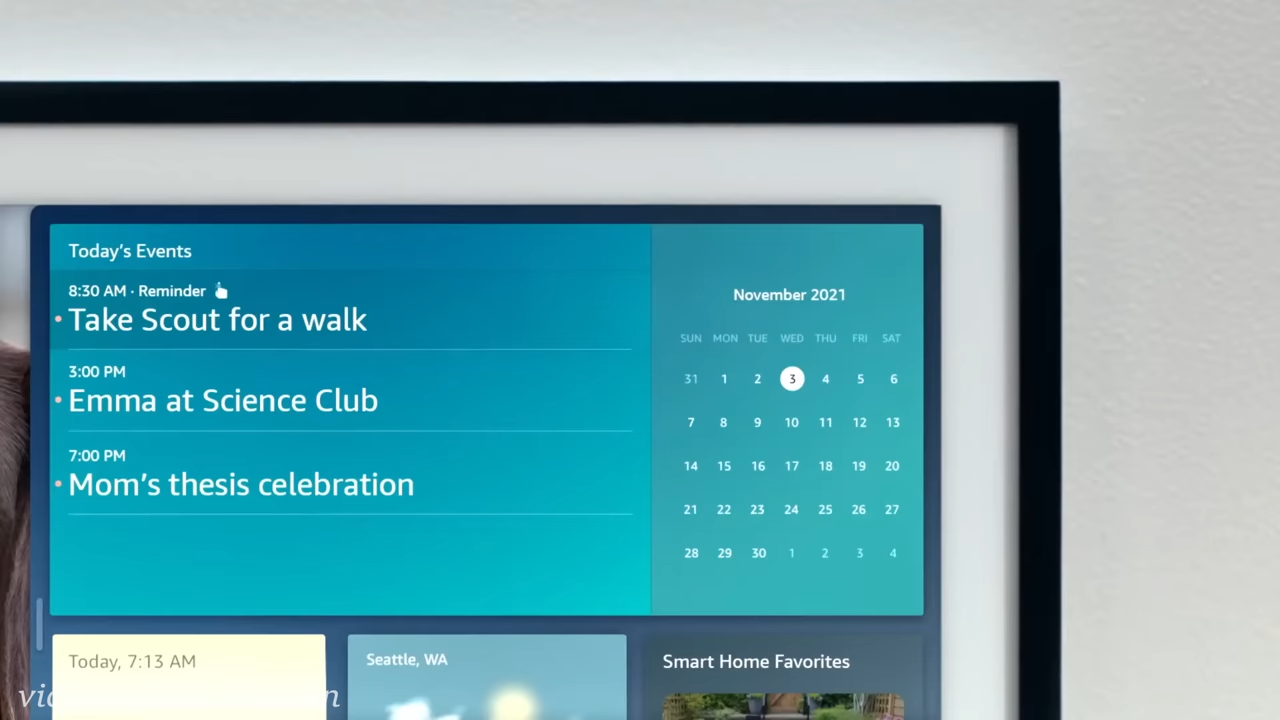 Today's Events
8:30 AM · Reminder
Take Scout for a walk
3:00 PM
Emma at Science Club
7:00 PM
Mom's thesis celebration
November 2021
SUN MON TUE WED THU FRI SAT
31 1 2 3 4 5 6
7 8 9 10 11 12 13
14 15 16 17 18 19 20
21 22 23 24 25 26 27
28 29 30 1 2 3 4
Today, 7:13 AM
Seattle, WA
Smart Home Favorites